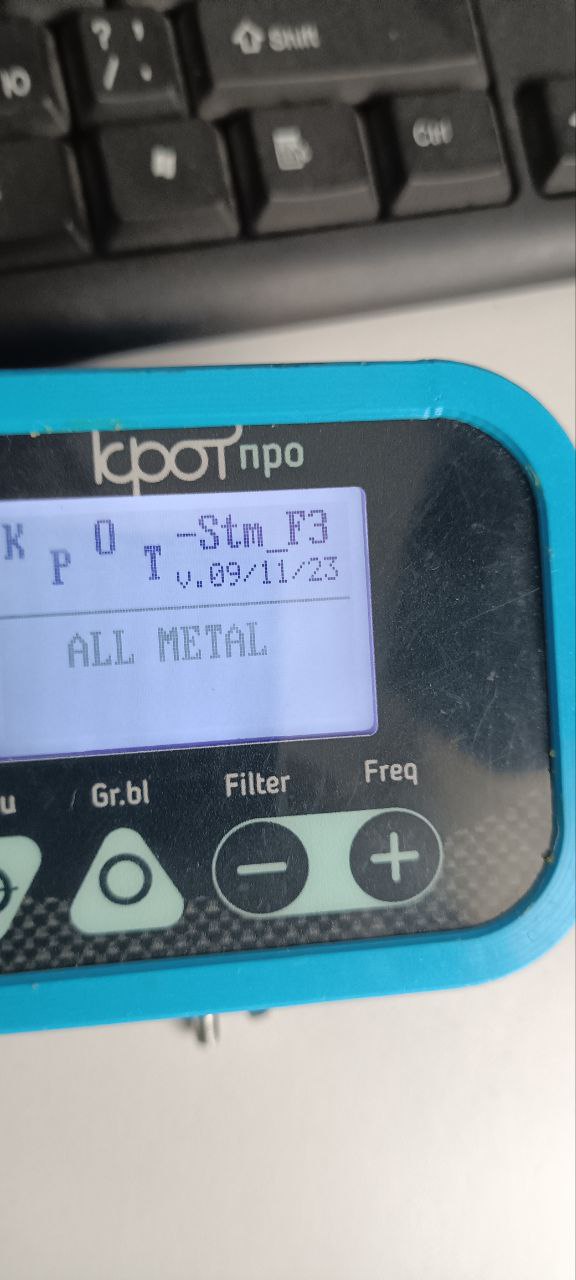 ? ,
Ю / .
Shift
Ctrl
крот про
К Р О Т -Stm_F3
v.09/11/23
ALL METAL
u Gr.bl Filter Freq
− +